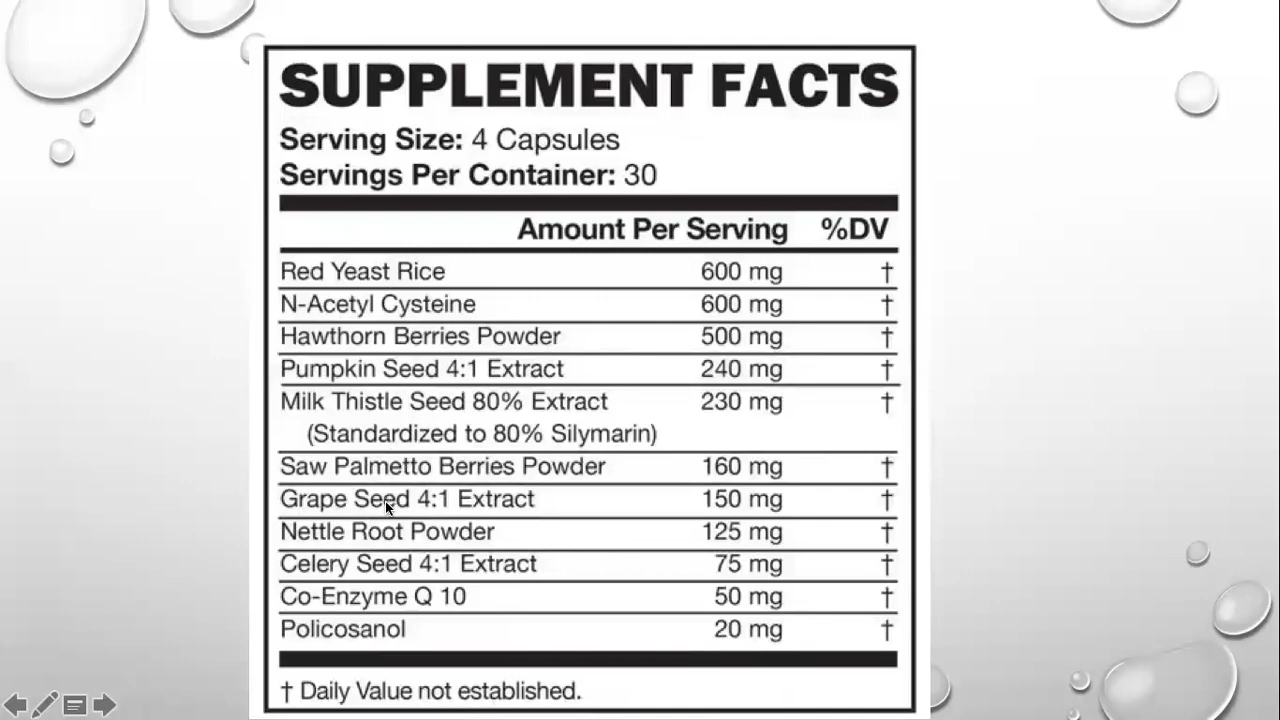 SUPPLEMENT FACTS
Serving Size: 4 Capsules
Servings Per Container: 30
Amount Per Serving %DV
Red Yeast Rice 600 mg †
N-Acetyl Cysteine 600 mg †
Hawthorn Berries Powder 500 mg †
Pumpkin Seed 4:1 Extract 240 mg †
Milk Thistle Seed 80% Extract 230 mg †
(Standardized to 80% Silymarin)
Saw Palmetto Berries Powder 160 mg †
Grape Seed 4:1 Extract 150 mg †
Nettle Root Powder 125 mg †
Celery Seed 4:1 Extract 75 mg †
Co-Enzyme Q 10 50 mg †
Policosanol 20 mg †
† Daily Value not established.